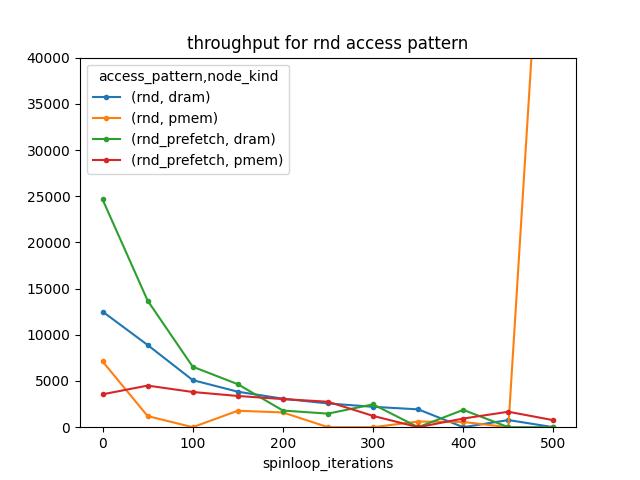 throughput for rnd access pattern
40000
35000
30000
25000
20000
15000
10000
5000
0
access_pattern,node_kind
(rnd, dram)
(rnd, pmem)
(rnd_prefetch, dram)
(rnd_prefetch, pmem)
0 100 200 300 400 500
spinloop_iterations